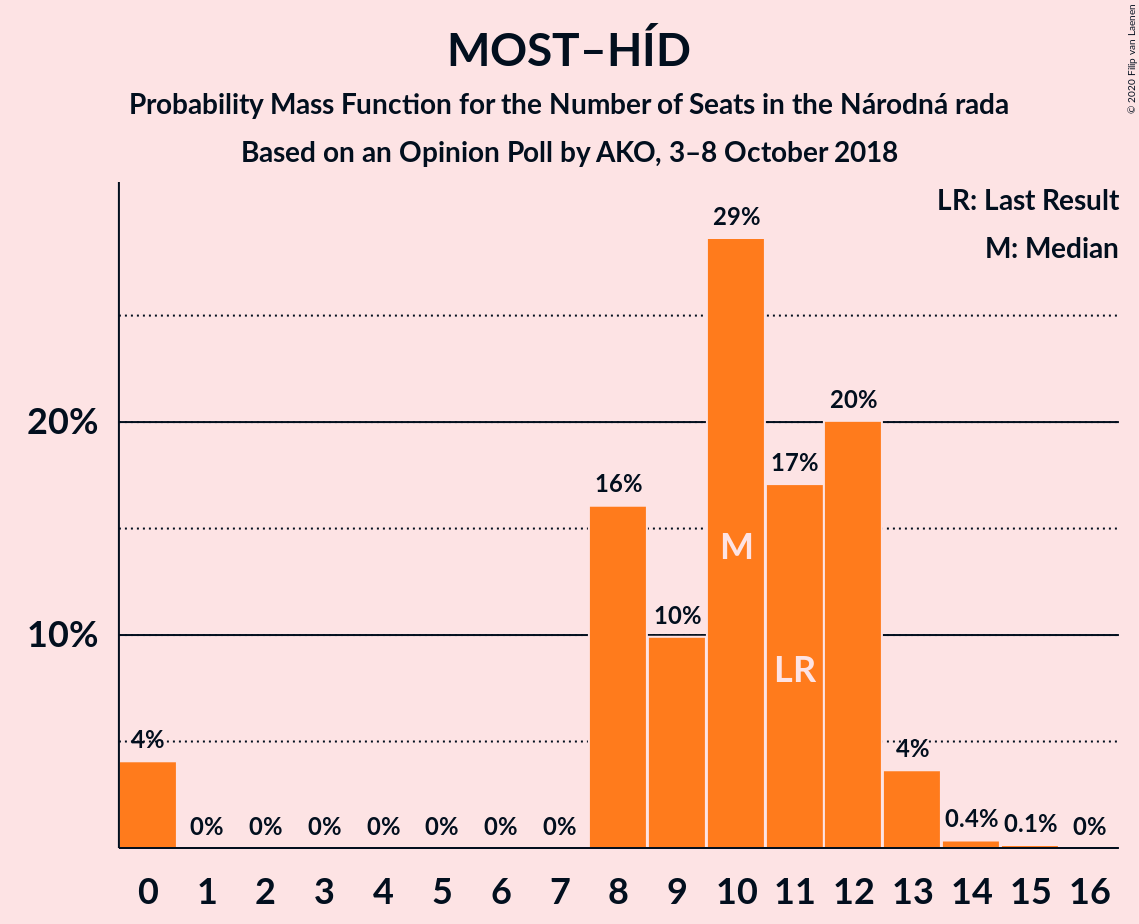 MOST–HÍD
Probability Mass Function for the Number of Seats in the Národná rada
Based on an Opinion Poll by AKO, 3–8 October 2018
© 2020 Filip van Laenen
LR: Last Result
M: Median
29%
20%
20%
17%
16%
M
10%
10%
LR
4%
4%
0% 0% 0% 0% 0% 0% 0%
0.4% 0.1% 0%
0 1 2 3 4 5 6 7 8 9 10 11 12 13 14 15 16